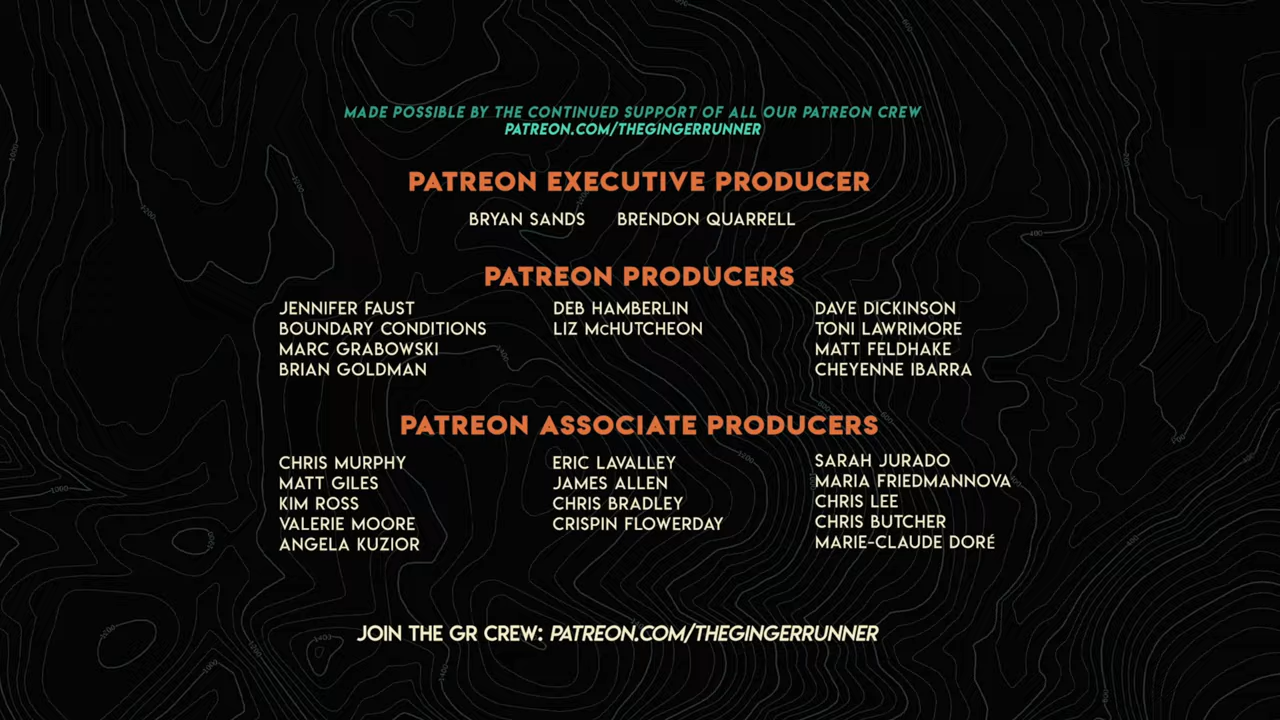 MADE POSSIBLE BY THE CONTINUED SUPPORT OF ALL OUR PATREON CREW
PATREON.COM/THEGINGERRUNNER
PATREON EXECUTIVE PRODUCER
BRYAN SANDS BRENDON QUARRELL
PATREON PRODUCERS
JENNIFER FAUST
BOUNDARY CONDITIONS
MARC GRABOWSKI
BRIAN GOLDMAN
DEB HAMBERLIN
LIZ McHUTCHEON
DAVE DICKINSON
TONI LAWRIMORE
MATT FELDHAKE
CHEYENNE IBARRA
PATREON ASSOCIATE PRODUCERS
CHRIS MURPHY
MATT GILES
KIM ROSS
VALERIE MOORE
ANGELA KUZIOR
ERIC LAVALLEY
JAMES ALLEN
CHRIS BRADLEY
CRISPIN FLOWERDAY
SARAH JURADO
MARIA FRIEDMANNOVA
CHRIS LEE
CHRIS BUTCHER
MARIE-CLAUDE DORÉ
JOIN THE GR CREW: PATREON.COM/THEGINGERRUNNER